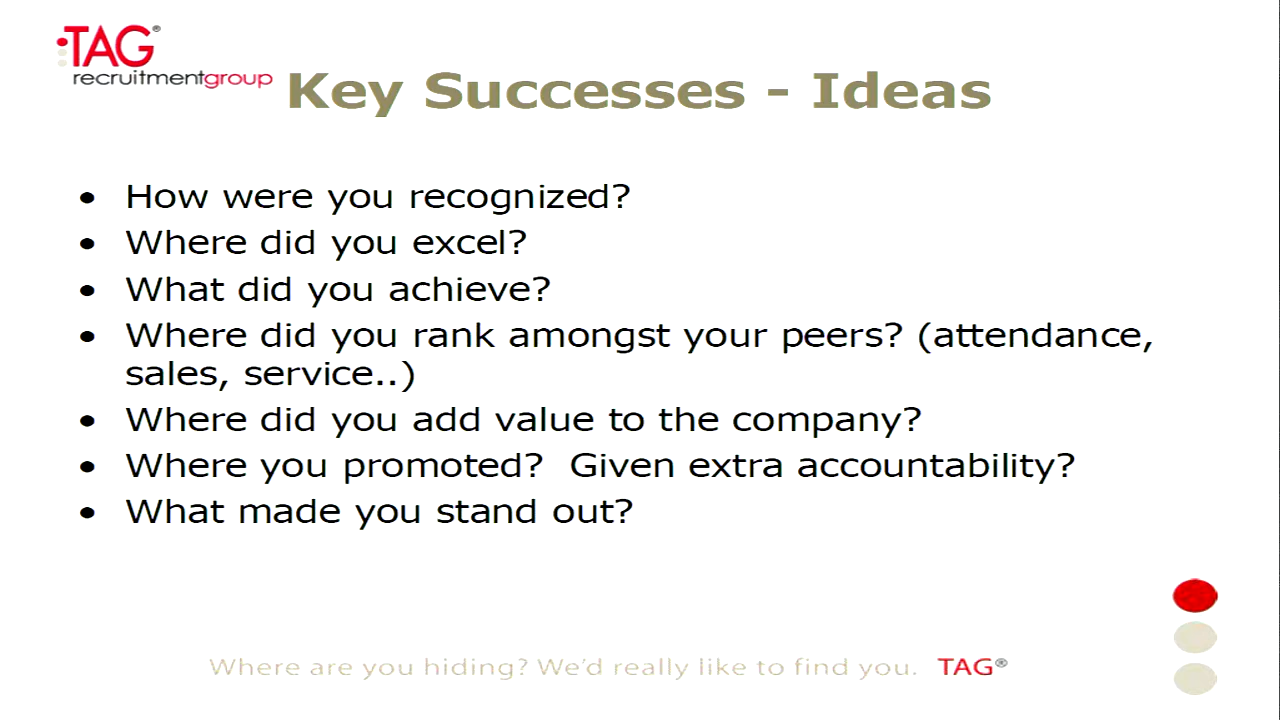 TAG®
recruitmentgroup
Key Successes - Ideas
• How were you recognized?
• Where did you excel?
• What did you achieve?
• Where did you rank amongst your peers? (attendance,
sales, service..)
• Where did you add value to the company?
• Where you promoted?  Given extra accountability?
• What made you stand out?
Where are you hiding? We'd really like to find you. TAG®